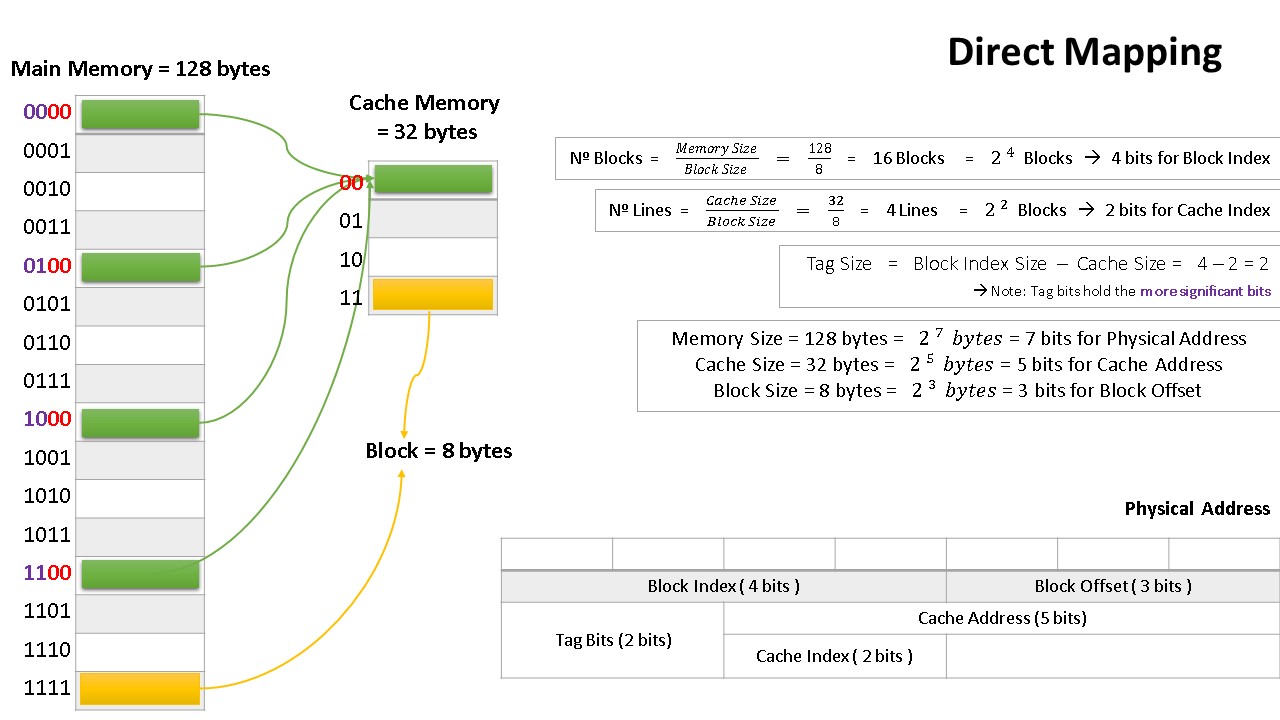 Direct Mapping
Main Memory = 128 bytes
0000
0001
0010
0011
0100
0101
0110
0111
1000
1001
1010
1011
1100
1101
1110
1111
Cache Memory
= 32 bytes
00
01
10
11
Block = 8 bytes
Nº Blocks = Memory Size / Block Size = 128 / 8 = 16 Blocks = 2 ⁴ Blocks → 4 bits for Block Index
Nº Lines = Cache Size / Block Size = 32 / 8 = 4 Lines = 2 ² Blocks → 2 bits for Cache Index
Tag Size = Block Index Size – Cache Size = 4 – 2 = 2
→ Note: Tag bits hold the more significant bits
Memory Size = 128 bytes = 2 ⁷ bytes = 7 bits for Physical Address
Cache Size = 32 bytes = 2 ⁵ bytes = 5 bits for Cache Address
Block Size = 8 bytes = 2 ³ bytes = 3 bits for Block Offset
Physical Address
Block Index ( 4 bits ) Block Offset ( 3 bits )
Cache Address (5 bits)
Tag Bits (2 bits)
Cache Index ( 2 bits )